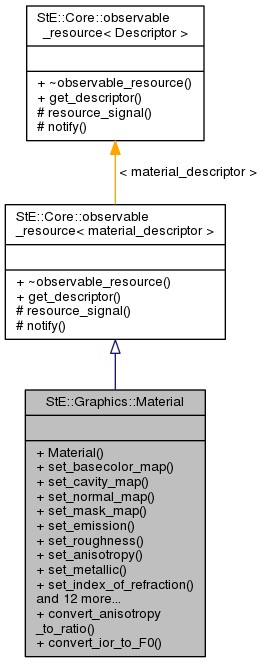 StE::Core::observable
_resource< Descriptor >
+ ~observable_resource()
+ get_descriptor()
# resource_signal()
# notify()
< material_descriptor >
StE::Core::observable
_resource< material_descriptor >
+ ~observable_resource()
+ get_descriptor()
# resource_signal()
# notify()
StE::Graphics::Material
+ Material()
+ set_basecolor_map()
+ set_cavity_map()
+ set_normal_map()
+ set_mask_map()
+ set_emission()
+ set_roughness()
+ set_anisotropy()
+ set_metallic()
+ set_index_of_refraction()
and 12 more...
+ convert_anisotropy
_to_ratio()
+ convert_ior_to_F0()